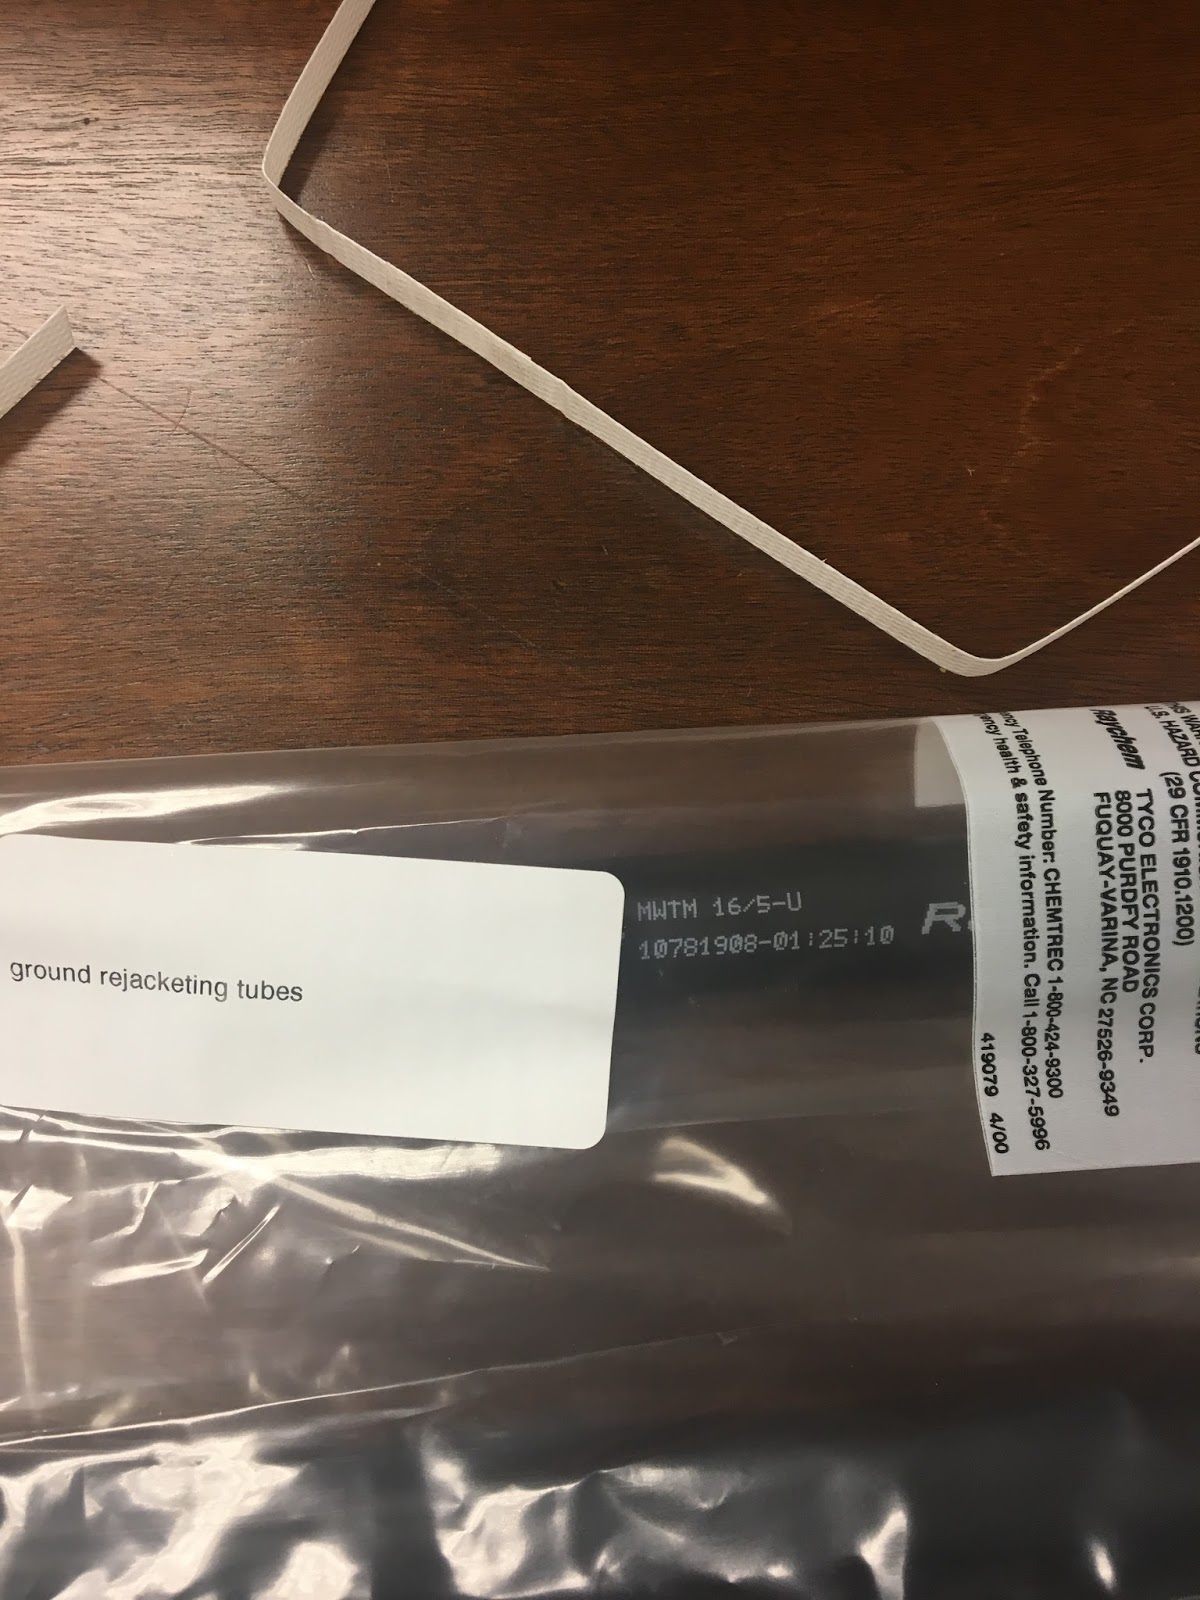 ground rejacketing tubes
MWTM 16/5-U
10781908-01:25:10
U.S. HAZARD
(29 CFR 1910.1200)
Raychem TYCO ELECTRONICS CORP.
8000 PURDFY ROAD
FUQUAY-VARINA, NC 27526-9349
Telephone Number: CHEMTREC 1-800-424-9300
health & safety information. Call 1-800-327-5996
419079 4/00